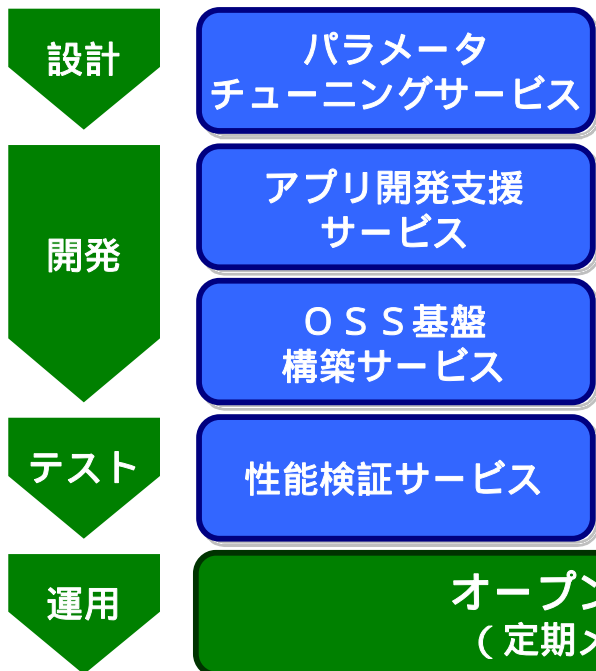 設計
パラメータ
チューニングサービス
開発
アプリ開発支援
サービス
ＯＳＳ基盤
構築サービス
テスト
性能検証サービス
運用
オープン
（定期メ